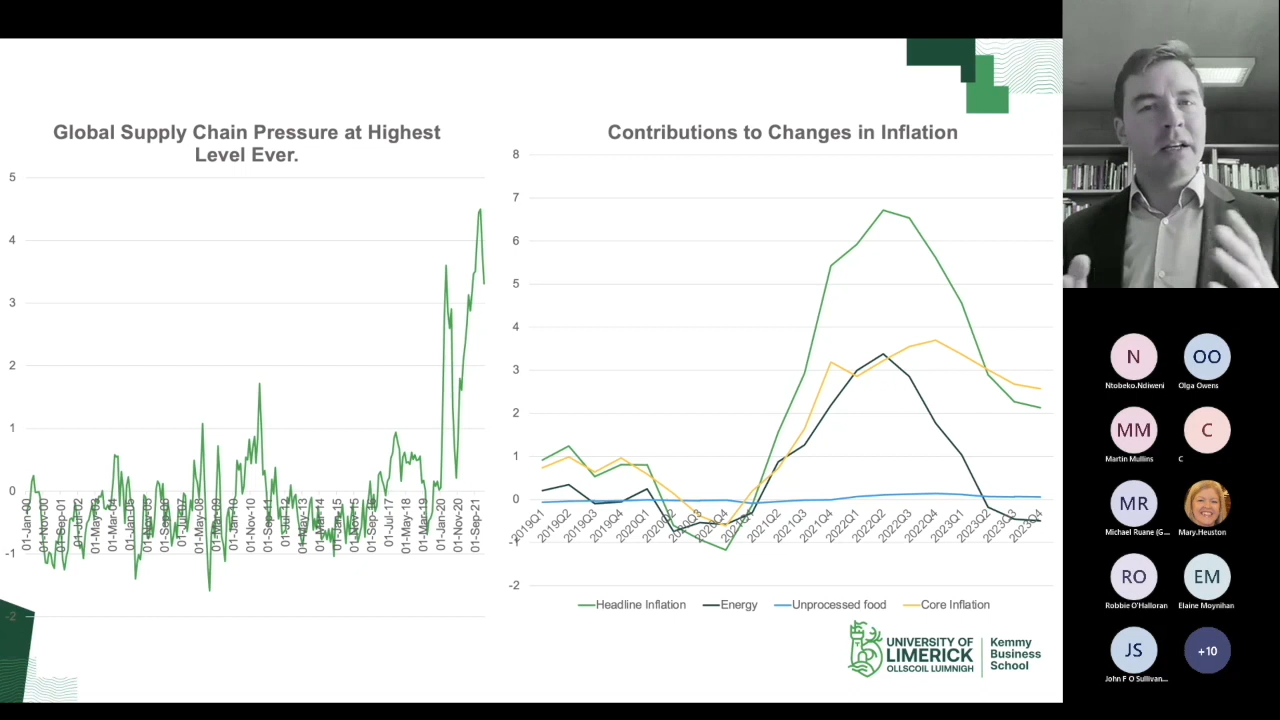 Global Supply Chain Pressure at Highest
Level Ever.
5
4
3
2
1
0
-1
-2
01-Jan-00
01-Nov-00
01-Sep-01
01-Jul-02
01-May-03
01-Mar-04
01-Jan-05
01-Nov-05
01-Sep-06
01-Jul-07
01-May-08
01-Mar-09
01-Jan-10
01-Nov-10
01-Sep-11
01-Jul-12
01-May-13
01-Mar-14
01-Jan-15
01-Nov-15
01-Sep-16
01-Jul-17
01-May-18
01-Mar-19
01-Jan-20
01-Nov-20
01-Sep-21
Contributions to Changes in Inflation
8
7
6
5
4
3
2
1
0
-1
-2
2019Q1
2019Q2
2019Q3
2019Q4
2020Q1
2020Q2
2020Q3
2020Q4
2021Q1
2021Q2
2021Q3
2021Q4
2022Q1
2022Q2
2022Q3
2022Q4
2023Q1
2023Q2
2023Q3
2023Q4
Headline Inflation
Energy
Unprocessed food
Core Inflation
UNIVERSITY OF
LIMERICK
OLLSCOIL LUIMNIGH
Kemmy
Business
School
N
Ntobeko.Ndiweni
OO
Olga Owens
MM
Martin Mullins
C
C
MR
Michael Ruane (G...
Mary.Heuston
RO
Robbie O'Halloran
EM
Elaine Moynihan
JS
John F O Sullivan...
+10